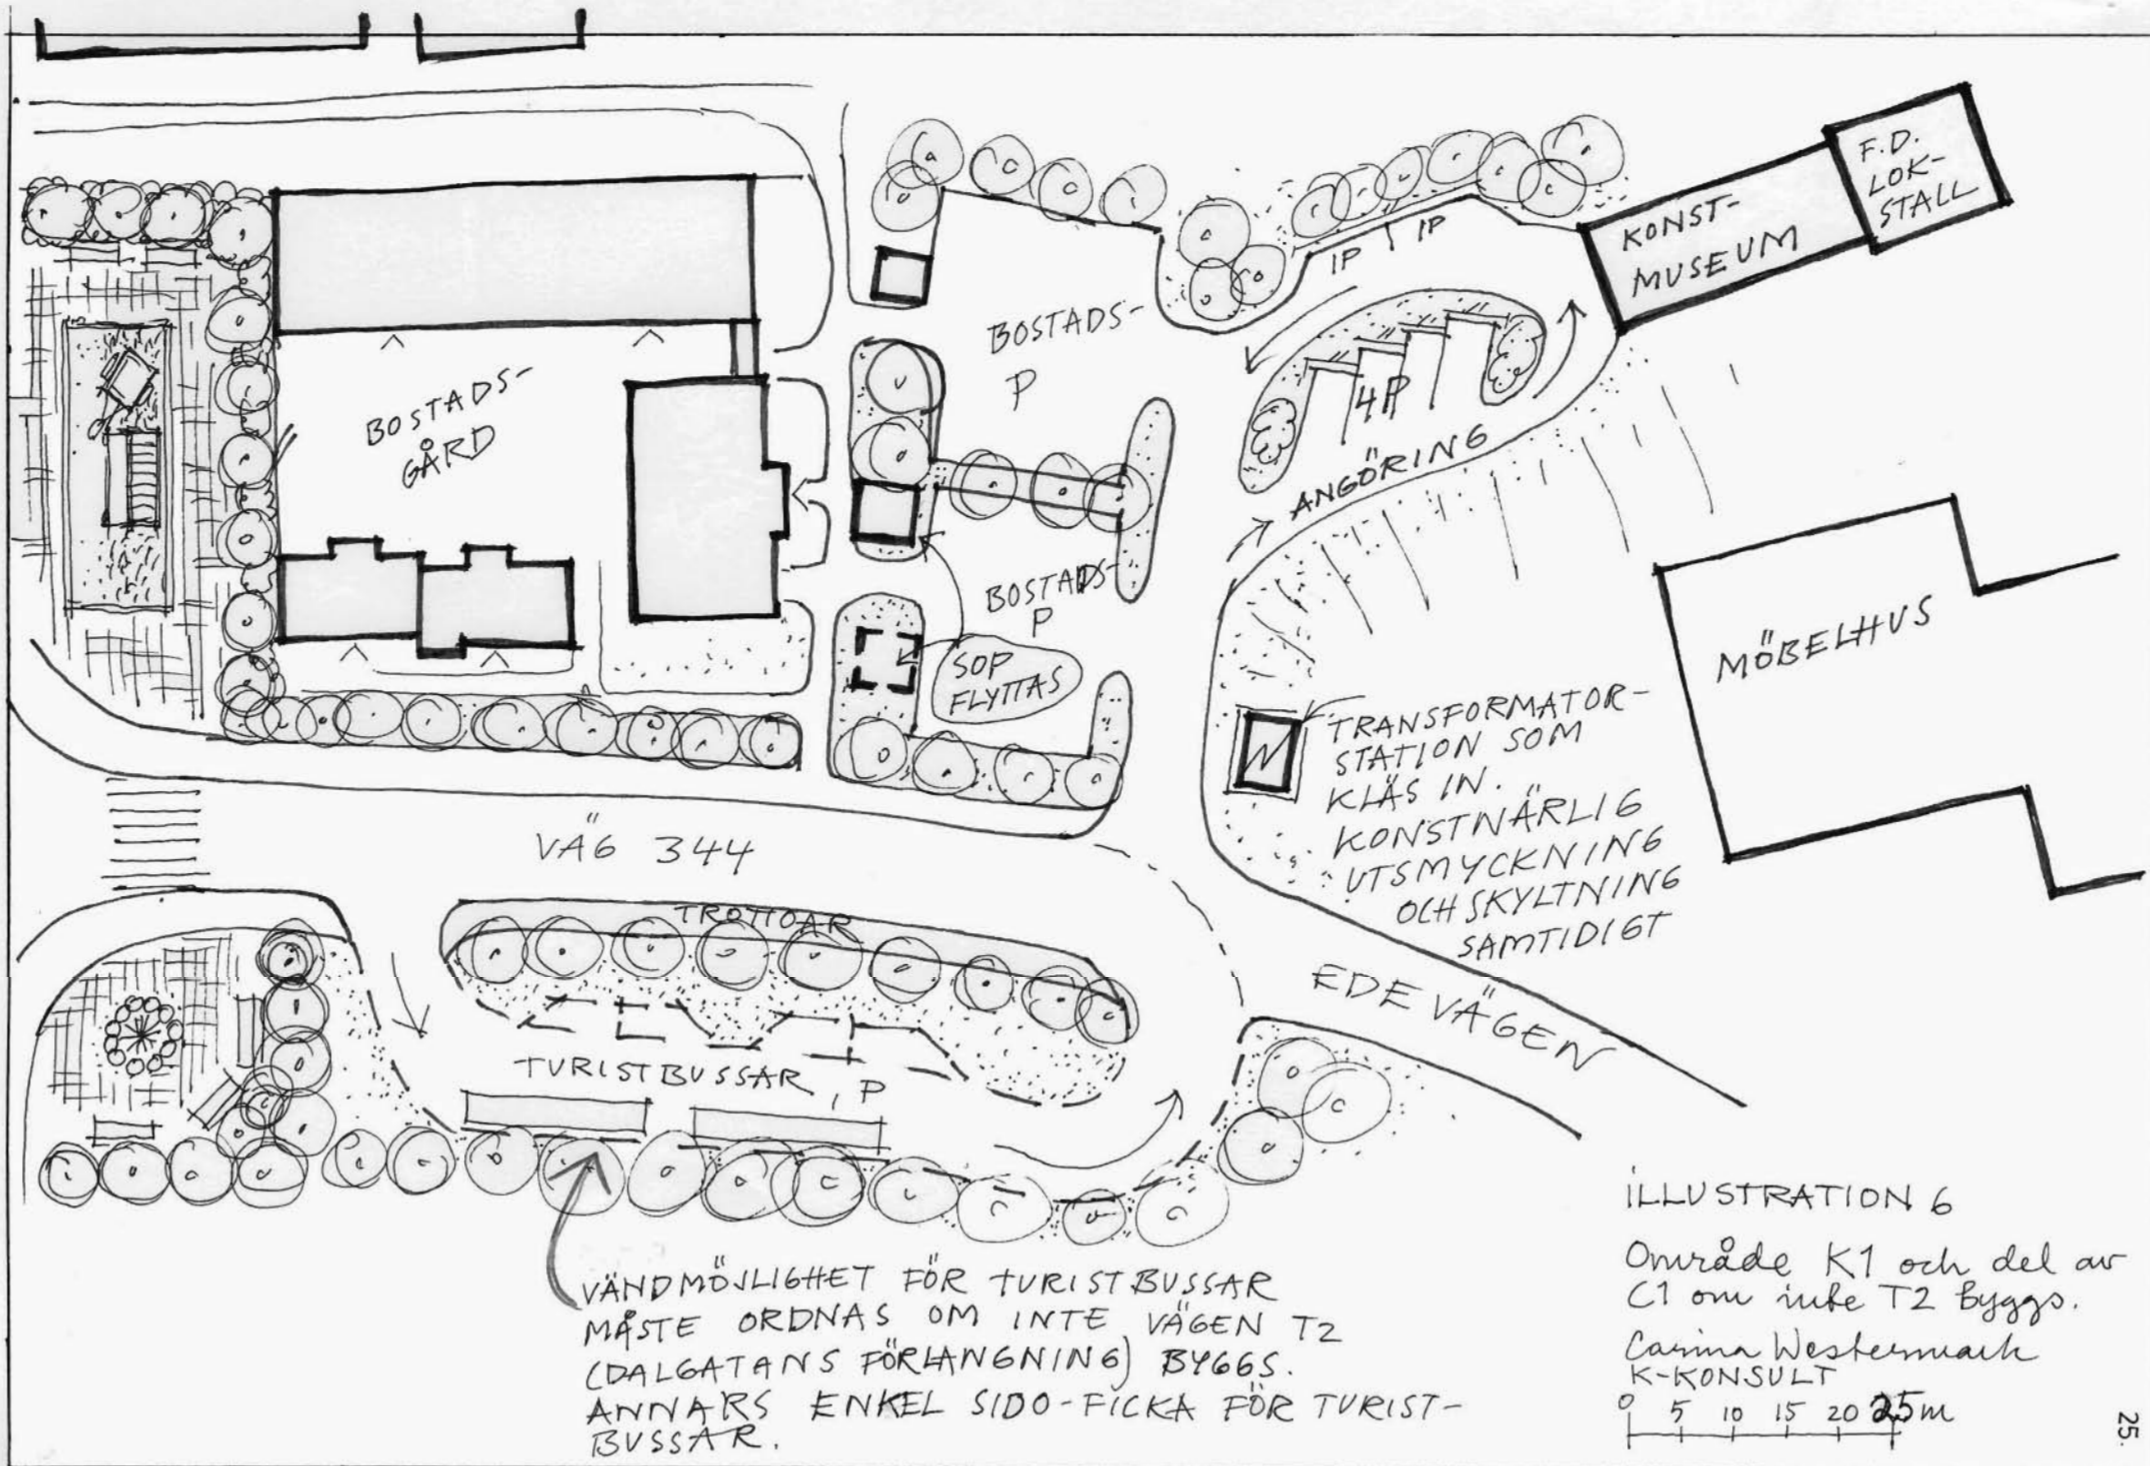 F.D.
LOK-
STALL
KONST-
MUSEUM
1P 1P
BOSTADS-
P
4P
ANGÖRING
BOSTADS-
GÅRD
BOSTADS-
P
SOP
FLYTTAS
MÖBELHUS
TRANSFORMATOR-
STATION SOM
KLÄS IN.
KONSTNÄRLIG
UTSMYCKNING
OCH SKYLTNING
SAMTIDIGT
VÄG 344
TROTTOAR
EDEVÄGEN
TURISTBUSSAR, P
VÄNDMÖJLIGHET FÖR TURISTBUSSAR
MÅSTE ORDNAS OM INTE VÄGEN T2
(DALGATANS FÖRLÄNGNING) BYGGS.
ANNARS ENKEL SIDO-FICKA FÖR TURIST-
BUSSAR.
ILLUSTRATION 6
Område K1 och del av
C1 om inte T2 byggs.
Carina Westermark
K-KONSULT
0 5 10 15 20 25m
25.